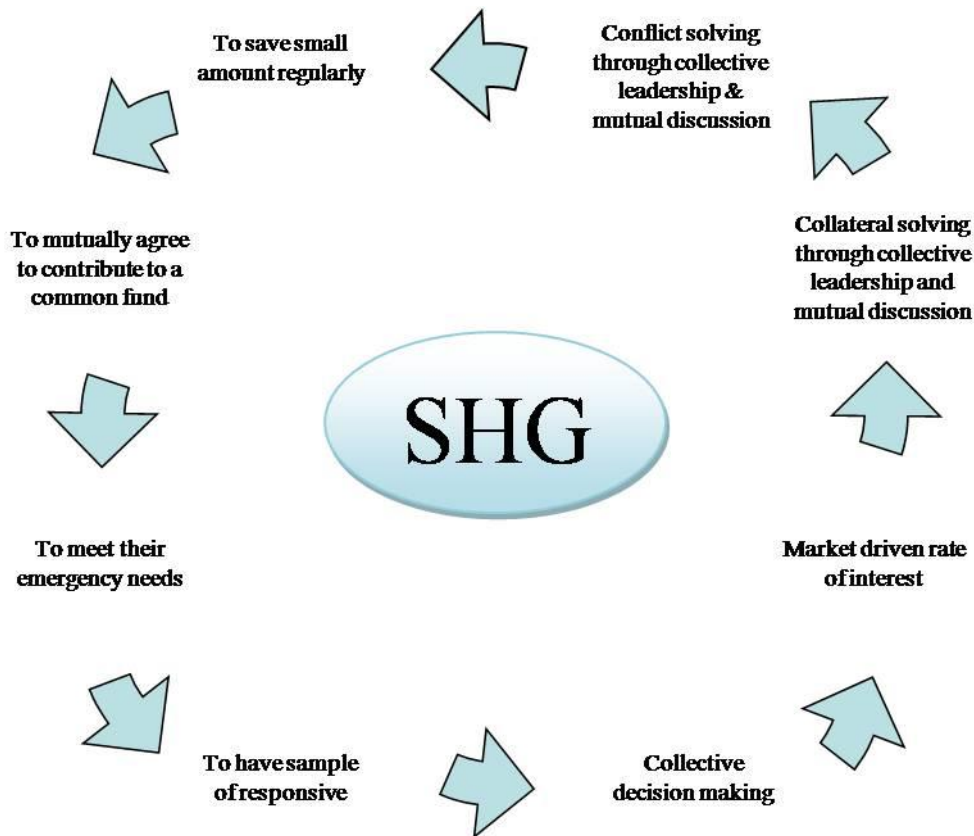 To save small
amount regularly
Conflict solving
through collective
leadership &
mutual discussion
To mutually agree
to contribute to a
common fund
Collateral solving
through collective
leadership and
mutual discussion
SHG
To meet their
emergency needs
Market driven rate
of interest
To have sample
of responsive
Collective
decision making